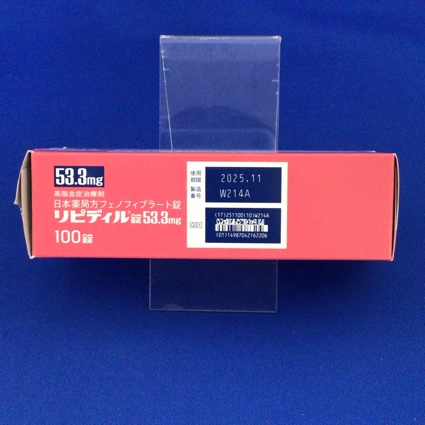 53.3mg
高脂血症治療剤
日本薬局方フェノフィブラート錠
リピディル錠53.3mg
100錠
使用期限
2025.11
製造番号
W214A
(17)251100(10)W214A
(01)14987042162206